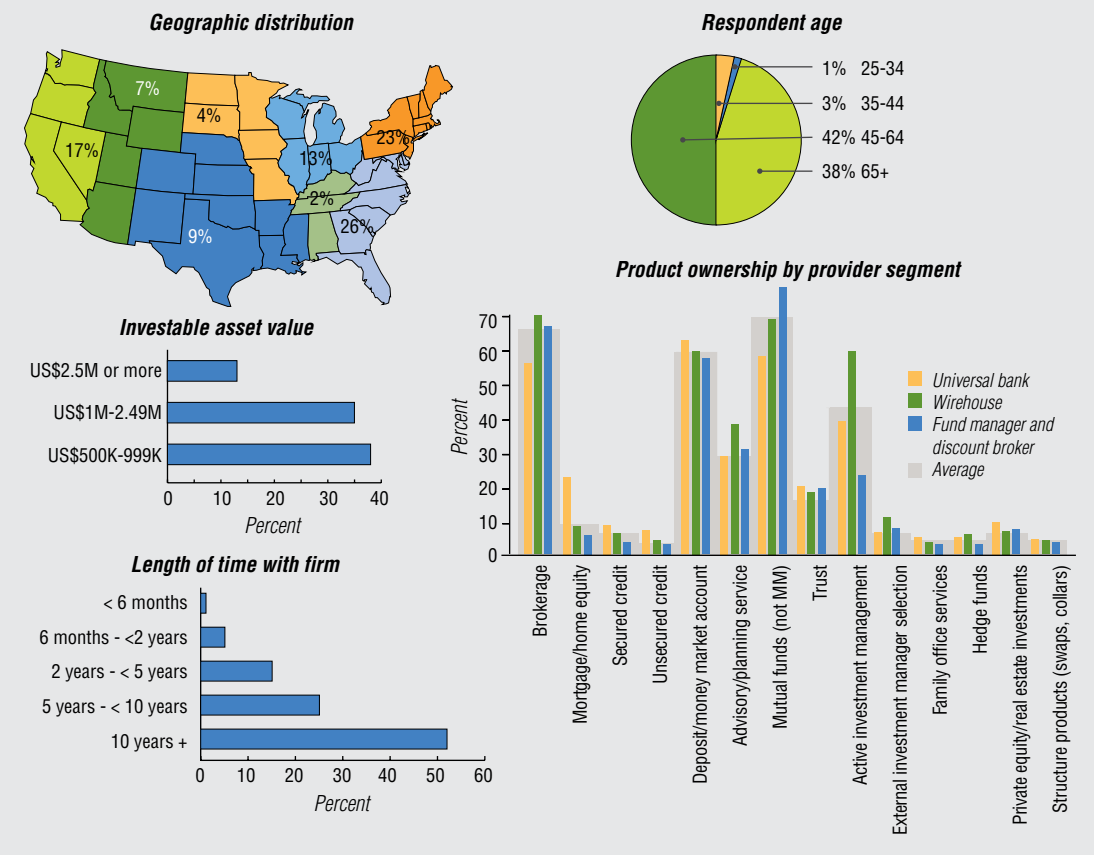 Geographic distribution
7%
4%
17%
23%
13%
2%
26%
9%
Respondent age
1% 25-34
3% 35-44
42% 45-64
38% 65+
Investable asset value
US$2.5M or more
US$1M-2.49M
US$500K-999K
0 10 20 30 40
Percent
Length of time with firm
< 6 months
6 months - <2 years
2 years - < 5 years
5 years - < 10 years
10 years +
0 10 20 30 40 50 60
Percent
Product ownership by provider segment
Percent
70
60
50
40
30
20
10
0
Universal bank
Wirehouse
Fund manager and
discount broker
Average
Brokerage
Mortgage/home equity
Secured credit
Unsecured credit
Deposit/money market account
Advisory/planning service
Mutual funds (not MM)
Trust
Active investment management
External investment manager selection
Family office services
Hedge funds
Private equity/real estate investments
Structure products (swaps, collars)